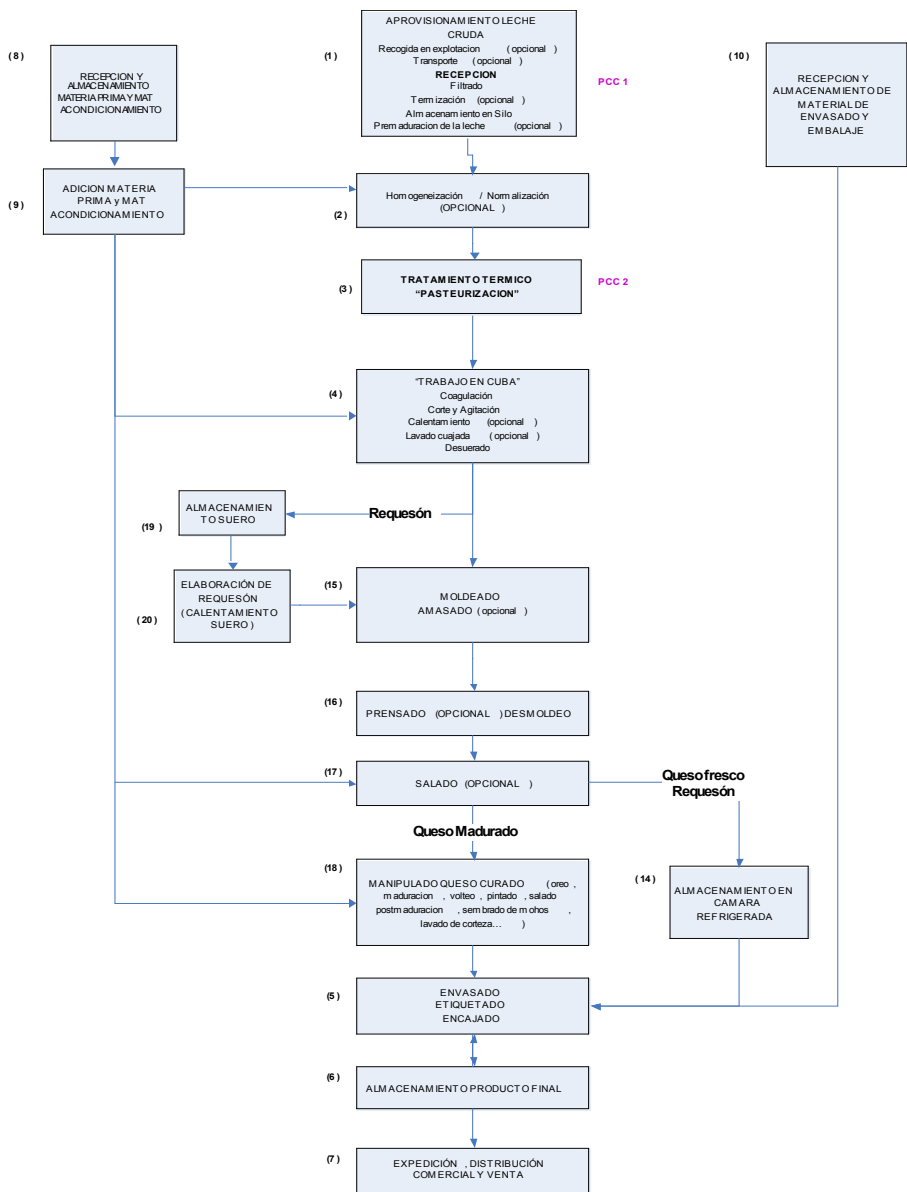 (8)
RECEPCION Y
ALMACENAMIENTO
MATERIA PRIMA Y MAT
ACONDICIONAMIENTO
(1)
APROVISIONAMIENTO LECHE
CRUDA
Recogida en explotacion (opcional)
Transporte (opcional)
RECEPCION
Filtrado
Termización (opcional)
Almacenamiento en Silo
Premaduracion de la leche (opcional)
PCC 1
(10)
RECEPCION Y
ALMACENAMIENTO DE
MATERIAL DE
ENVASADO Y
EMBALAJE
(9)
ADICION MATERIA
PRIMA y MAT
ACONDICIONAMIENTO
(2)
Homogeneización / Normalización
(OPCIONAL)
(3)
TRATAMIENTO TERMICO
“PASTEURIZACION”
PCC 2
(4)
“TRABAJO EN CUBA”
Coagulación
Corte y Agitación
Calentamiento (opcional)
Lavado cuajada (opcional)
Desuerado
(19)
ALMACENAMIEN
TO SUERO
Requesón
(20)
ELABORACIÓN DE
REQUESÓN
(CALENTAMIENTO
SUERO)
(15)
MOLDEADO
AMASADO (opcional)
(16)
PRENSADO (OPCIONAL) DESMOLDEO
(17)
SALADO (OPCIONAL)
Queso fresco
Requesón
Queso Madurado
(18)
MANIPULADO QUESO CURADO (oreo,
maduracion, volteo, pintado, salado
postmaduracion, sembrado de mohos,
lavado de corteza… )
(14)
ALMACENAMIENTO EN
CAMARA
REFRIGERADA
(5)
ENVASADO
ETIQUETADO
ENCAJADO
(6)
ALMACENAMIENTO PRODUCTO FINAL
(7)
EXPEDICIÓN, DISTRIBUCIÓN
COMERCIAL Y VENTA